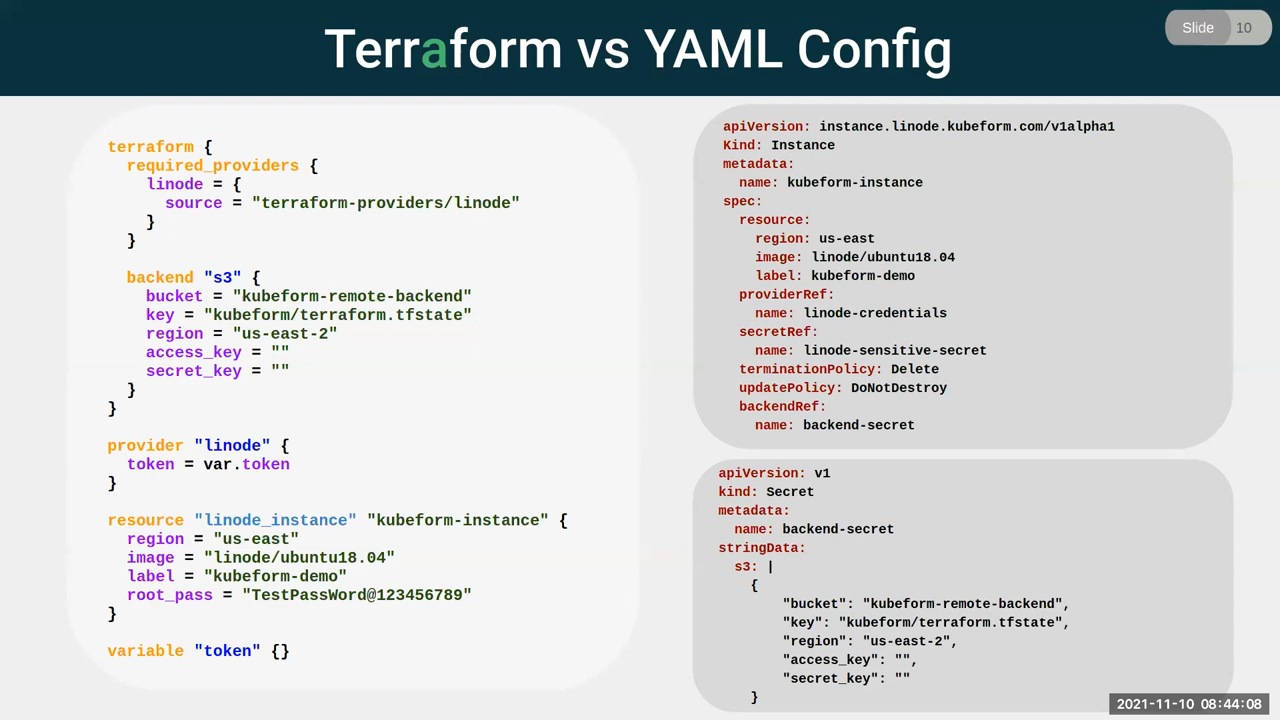 Terraform vs YAML Config
Slide 10
terraform {
  required_providers {
    linode = {
      source = "terraform-providers/linode"
    }
  }
  backend "s3" {
    bucket = "kubeform-remote-backend"
    key = "kubeform/terraform.tfstate"
    region = "us-east-2"
    access_key = ""
    secret_key = ""
  }
}
provider "linode" {
  token = var.token
}
resource "linode_instance" "kubeform-instance" {
  region = "us-east"
  image = "linode/ubuntu18.04"
  label = "kubeform-demo"
  root_pass = "TestPassWord@123456789"
}
variable "token" {}
apiVersion: instance.linode.kubeform.com/v1alpha1
Kind: Instance
metadata:
  name: kubeform-instance
spec:
  resource:
    region: us-east
    image: linode/ubuntu18.04
    label: kubeform-demo
  providerRef:
    name: linode-credentials
  secretRef:
    name: linode-sensitive-secret
  terminationPolicy: Delete
  updatePolicy: DoNotDestroy
  backendRef:
    name: backend-secret
apiVersion: v1
kind: Secret
metadata:
  name: backend-secret
stringData:
  s3: |
    {
        "bucket": "kubeform-remote-backend",
        "key": "kubeform/terraform.tfstate",
        "region": "us-east-2",
        "access_key": "",
        "secret_key": ""
    }
2021-11-10 08:44:08